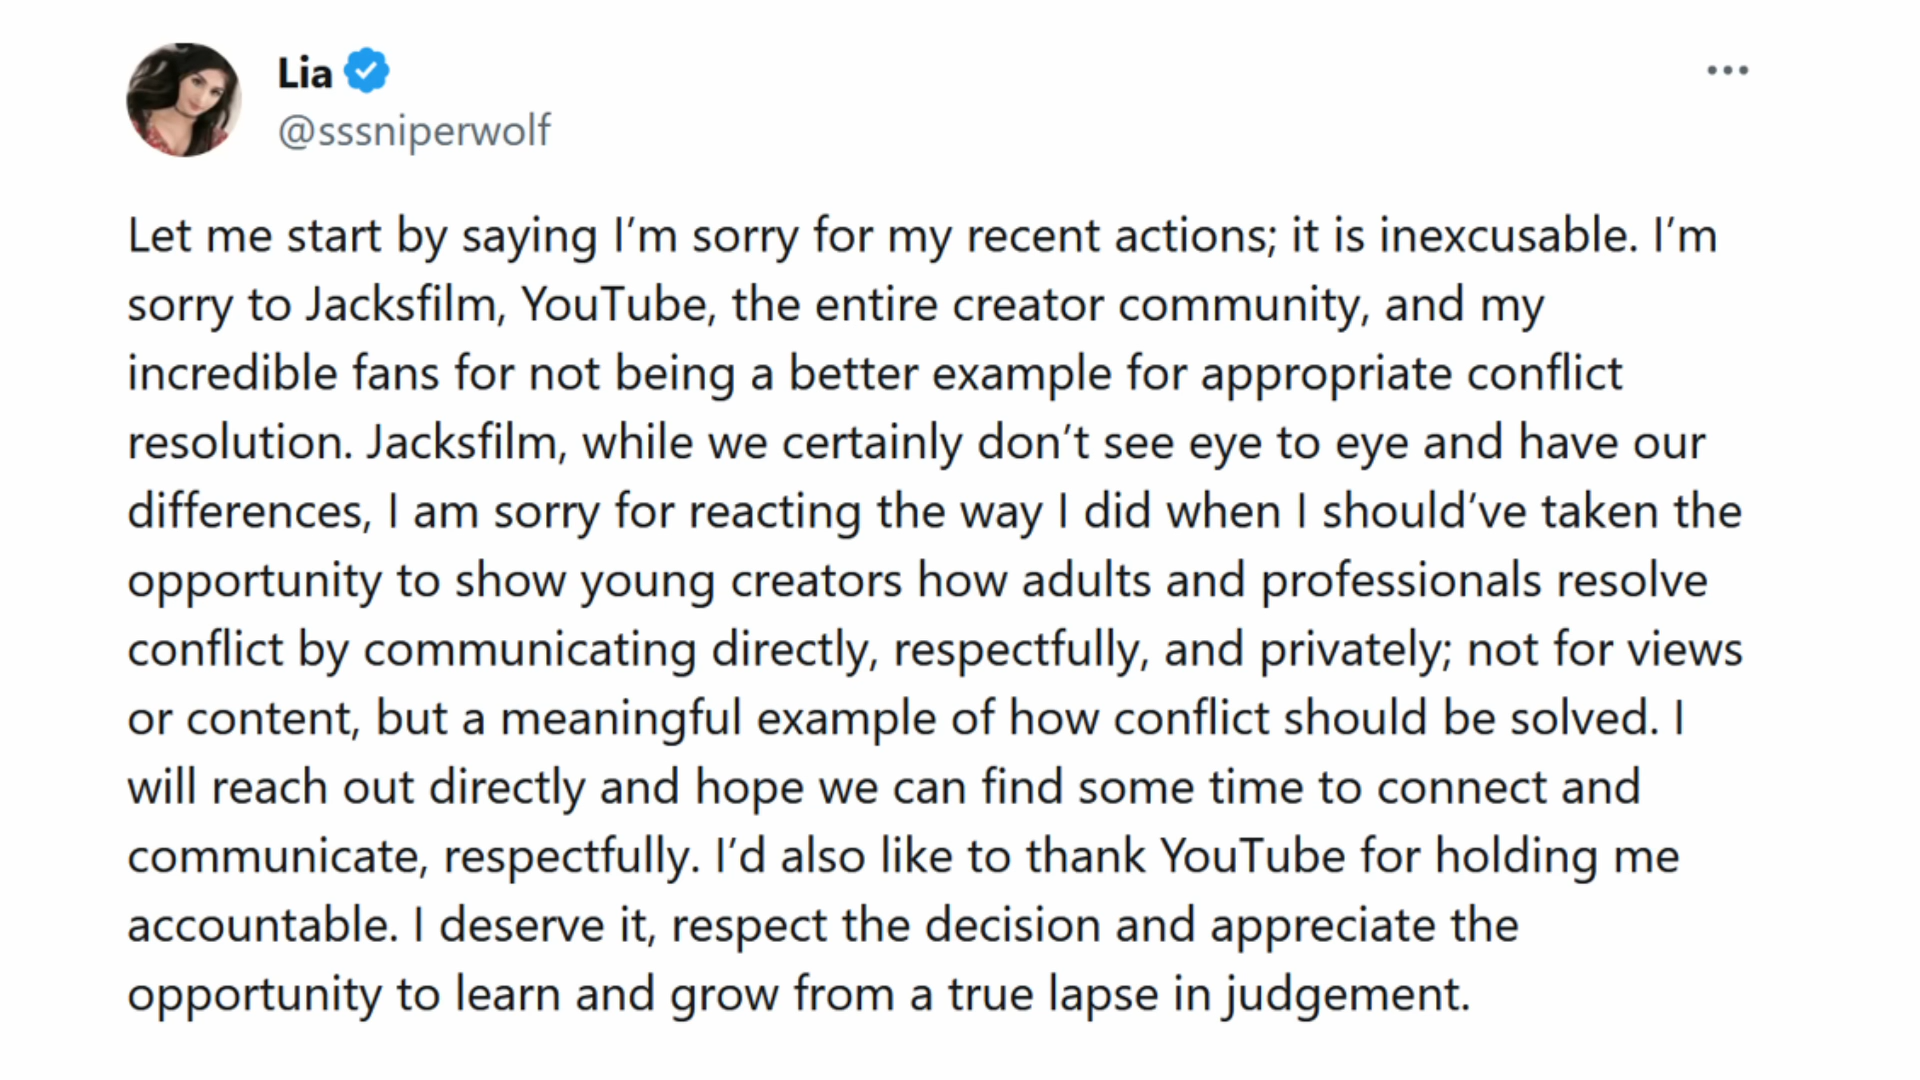 Lia
@sssniperwolf
Let me start by saying I’m sorry for my recent actions; it is inexcusable. I’m
sorry to Jacksfilm, YouTube, the entire creator community, and my
incredible fans for not being a better example for appropriate conflict
resolution. Jacksfilm, while we certainly don’t see eye to eye and have our
differences, I am sorry for reacting the way I did when I should’ve taken the
opportunity to show young creators how adults and professionals resolve
conflict by communicating directly, respectfully, and privately; not for views
or content, but a meaningful example of how conflict should be solved. I
will reach out directly and hope we can find some time to connect and
communicate, respectfully. I’d also like to thank YouTube for holding me
accountable. I deserve it, respect the decision and appreciate the
opportunity to learn and grow from a true lapse in judgement.